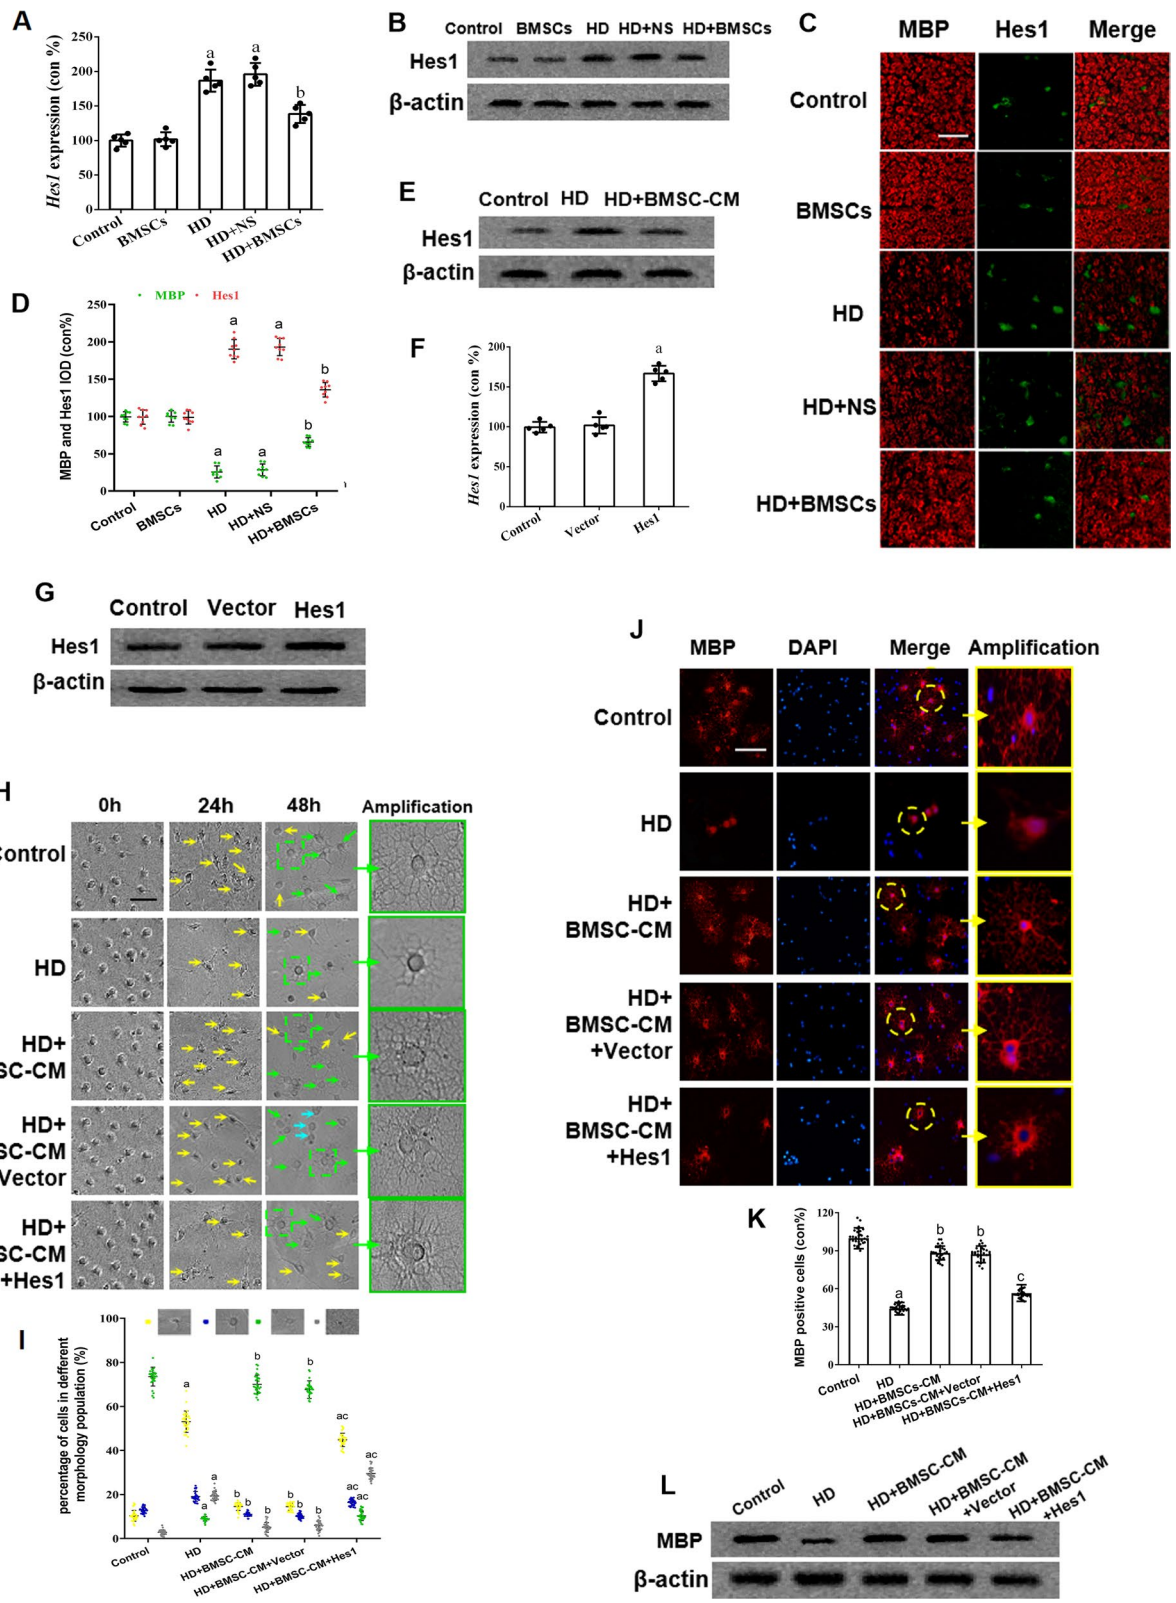 A
Hes1 expression (con %)
250
200
150
100
50
0
a
a
b
Control
BMSCs
HD
HD+NS
HD+BMSCs
B
Control BMSCs HD HD+NS HD+BMSCs
Hes1
β-actin
C
MBP Hes1 Merge
Control
BMSCs
HD
HD+NS
HD+BMSCs
E
Control HD HD+BMSC-CM
Hes1
β-actin
D
MBP Hes1
MBP and Hes1 IOD (con%)
250
200
150
100
50
0
a
a
a
a
b
b
Control
BMSCs
HD
HD+NS
HD+BMSCs
F
Hes1 expression (con %)
200
150
100
50
0
a
Control
Vector
Hes1
G
Control Vector Hes1
Hes1
β-actin
H
0h 24h 48h Amplification
Control
HD
HD+
SC-CM
HD+
SC-CM
Vector
HD+
SC-CM
+Hes1
I
percentage of cells in defferent
morphology population (%)
100
80
60
40
20
0
a
a
a
b
b
b
b
b
b
b
b
ac
ac
ac
ac
Control
HD
HD+BMSC-CM
HD+BMSC-CM+Vector
HD+BMSC-CM+Hes1
J
MBP DAPI Merge Amplification
Control
HD
HD+
BMSC-CM
HD+
BMSC-CM
+Vector
HD+
BMSC-CM
+Hes1
K
MBP positive cells (con%)
120
90
60
30
0
a
b
b
c
Control
HD
HD+BMSCs-CM
HD+BMSCs-CM+Vector
HD+BMSCs-CM+Hes1
L
Control
HD
HD+BMSC-CM
HD+BMSC-CM
+Vector
HD+BMSC-CM
+Hes1
MBP
β-actin